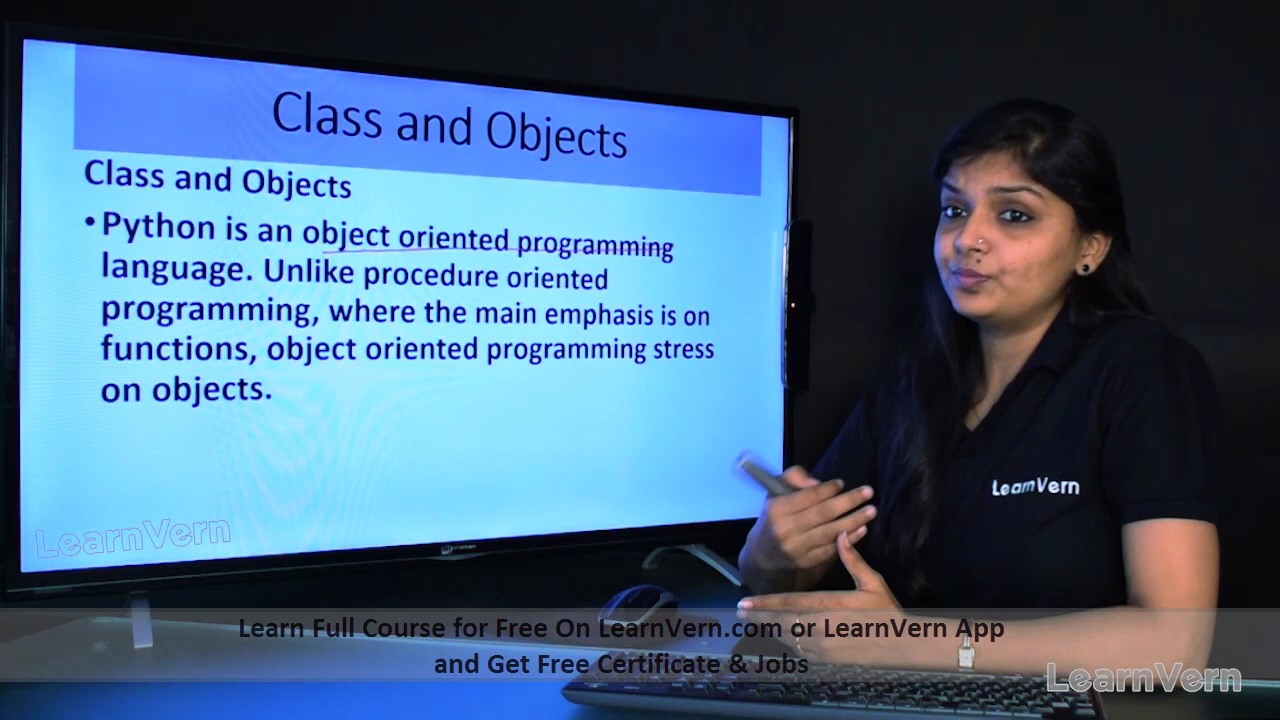 Class and Objects
Class and Objects
• Python is an object oriented programming
language. Unlike procedure oriented
programming, where the main emphasis is on
functions, object oriented programming stress
on objects.
LearnVern
LearnVern
Learn Full Course for Free On LearnVern.com or LearnVern App
and Get Free Certificate & Jobs
LearnVern